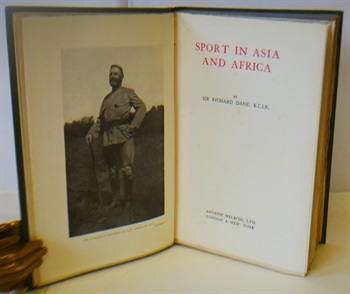 SPORT IN ASIA
AND AFRICA
BY
SIR RICHARD DANE, K.C.I.E.
ANDREW MELROSE, LTD.
LONDON & NEW YORK